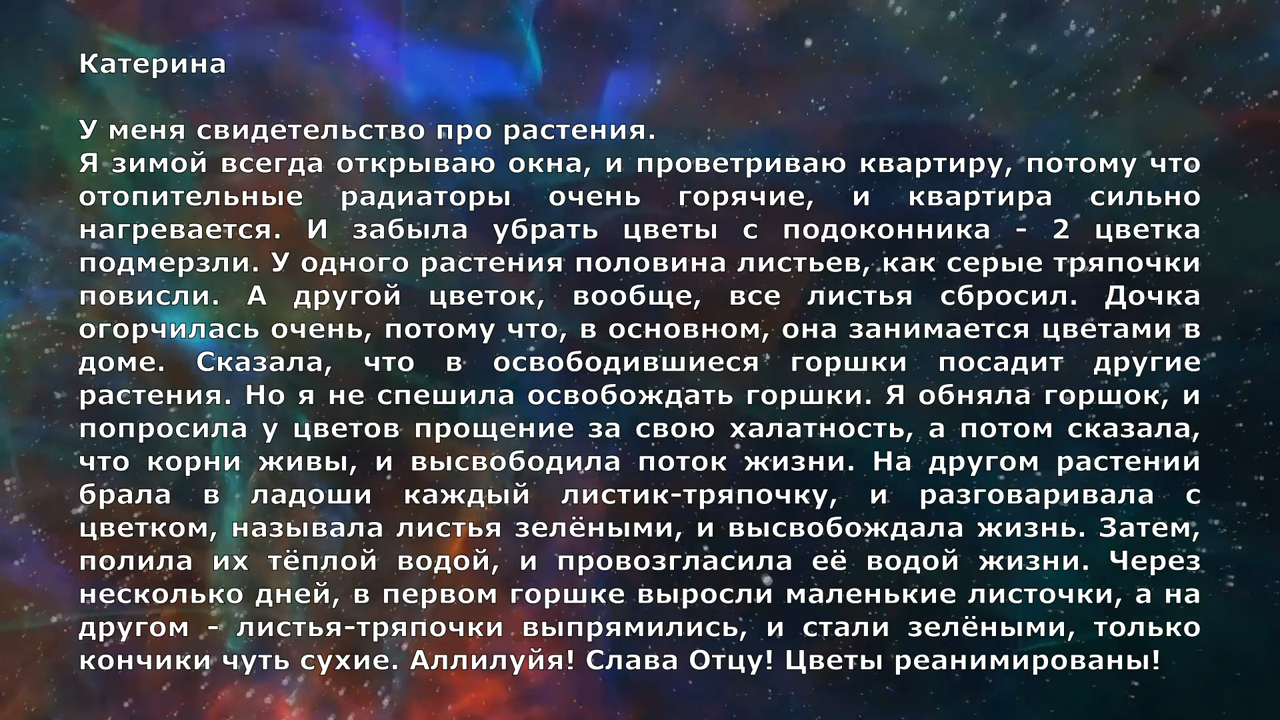 Катерина
У меня свидетельство про растения.
Я зимой всегда открываю окна, и проветриваю квартиру, потому что
отопительные радиаторы очень горячие, и квартира сильно
нагревается. И забыла убрать цветы с подоконника - 2 цветка
подмерзли. У одного растения половина листьев, как серые тряпочки
повисли. А другой цветок, вообще, все листья сбросил. Дочка
огорчилась очень, потому что, в основном, она занимается цветами в
доме. Сказала, что в освободившиеся горшки посадит другие
растения. Но я не спешила освобождать горшки. Я обняла горшок, и
попросила у цветов прощение за свою халатность, а потом сказала,
что корни живы, и высвободила поток жизни. На другом растении
брала в ладоши каждый листик-тряпочку, и разговаривала с
цветком, называла листья зелёными, и высвобождала жизнь. Затем,
полила их тёплой водой, и провозгласила её водой жизни. Через
несколько дней, в первом горшке выросли маленькие листочки, а на
другом - листья-тряпочки выпрямились, и стали зелёными, только
кончики чуть сухие. Аллилуйя! Слава Отцу! Цветы реанимированы!